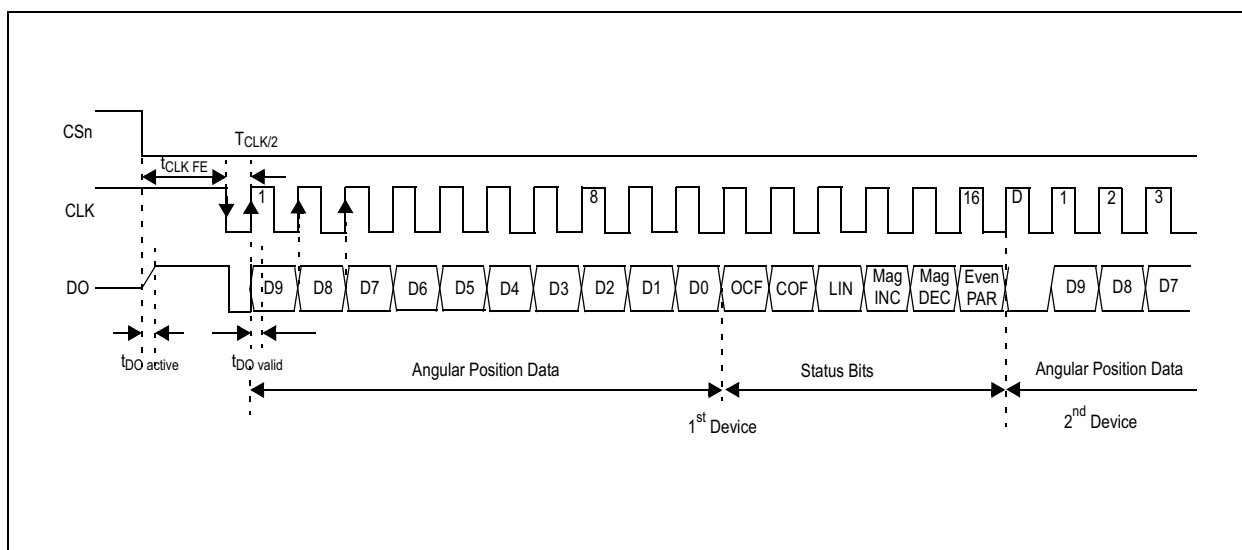 CSn
TCLK/2
tCLK FE
CLK
1
8
16
D
1
2
3
DO
D9
D8
D7
D6
D5
D4
D3
D2
D1
D0
OCF
COF
LIN
Mag
INC
Mag
DEC
Even
PAR
D9
D8
D7
tDO active
tDO valid
Angular Position Data
Status Bits
Angular Position Data
1st Device
2nd Device